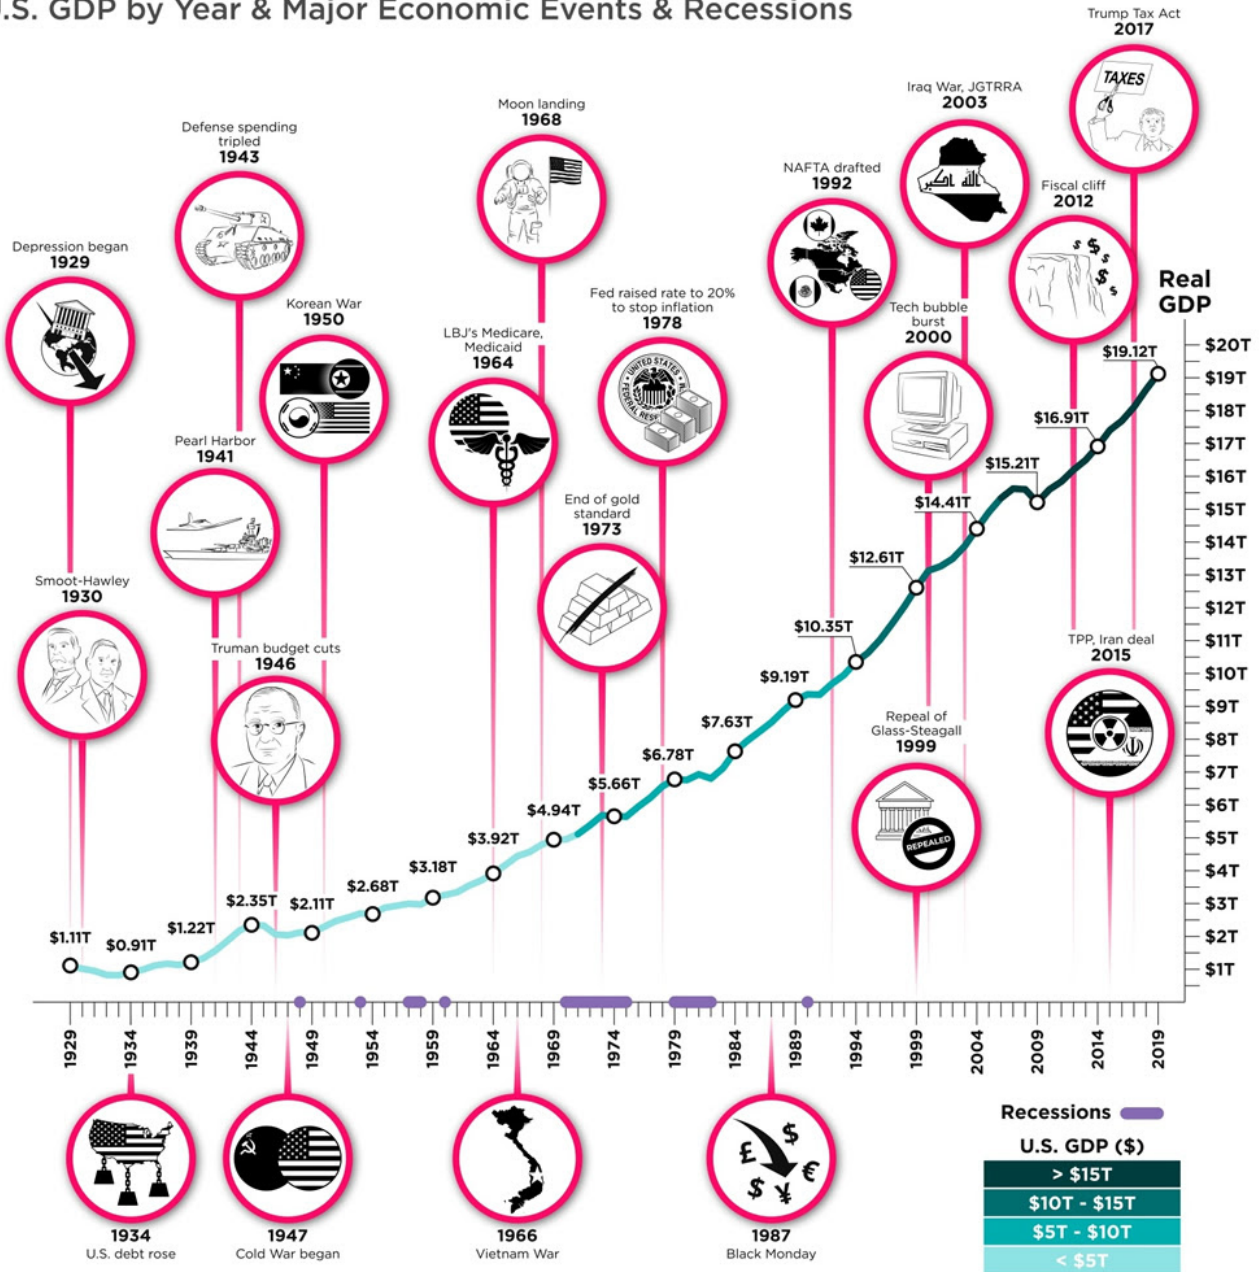 .S. GDP by Year & Major Economic Events & Recessions
Trump Tax Act
2017
TAXES
Iraq War, JGTRRA
2003
الله اكبر
Moon landing
1968
Defense spending
tripled
1943
NAFTA drafted
1992
Fiscal cliff
2012
$ $ $ $ $
Depression began
1929
Korean War
1950
Fed raised rate to 20%
to stop inflation
1978
UNITED STATES
FEDERAL RES
LBJ's Medicare,
Medicaid
1964
Tech bubble
burst
2000
Real
GDP
Pearl Harbor
1941
End of gold
standard
1973
Smoot-Hawley
1930
Truman budget cuts
1946
TPP, Iran deal
2015
Repeal of
Glass-Steagall
1999
REPEALED
$20T
$19T
$18T
$17T
$16T
$15T
$14T
$13T
$12T
$11T
$10T
$9T
$8T
$7T
$6T
$5T
$4T
$3T
$2T
$1T
$1.11T
$0.91T
$1.22T
$2.35T
$2.11T
$2.68T
$3.18T
$3.92T
$4.94T
$5.66T
$6.78T
$7.63T
$9.19T
$10.35T
$12.61T
$14.41T
$15.21T
$16.91T
$19.12T
1929
1934
1939
1944
1949
1954
1959
1964
1969
1974
1979
1984
1989
1994
1999
2004
2009
2014
2019
1934
U.S. debt rose
1947
Cold War began
1966
Vietnam War
£ $ € $ ¥
1987
Black Monday
Recessions
U.S. GDP ($)
> $15T
$10T - $15T
$5T - $10T
< $5T